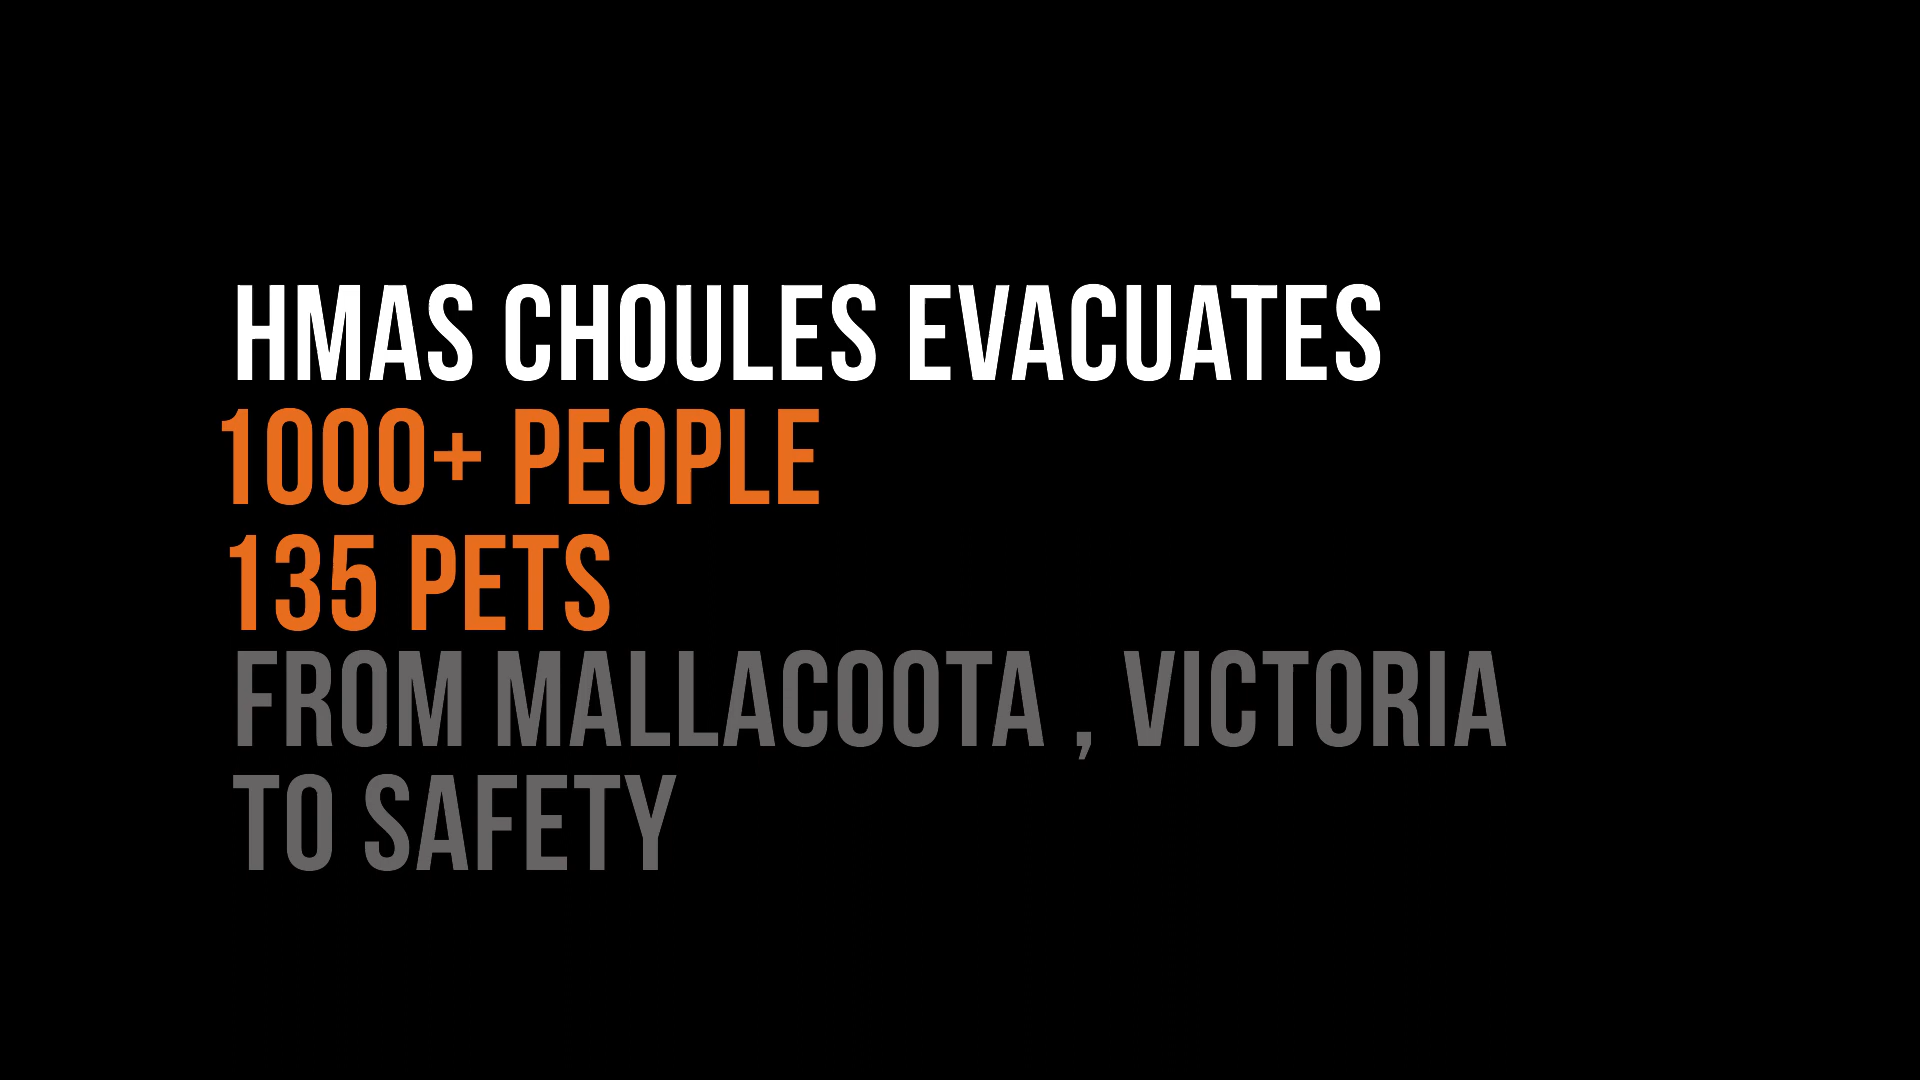 HMAS CHOULES EVACUATES
1000+ PEOPLE
135 PETS
FROM MALLACOOTA , VICTORIA
TO SAFETY